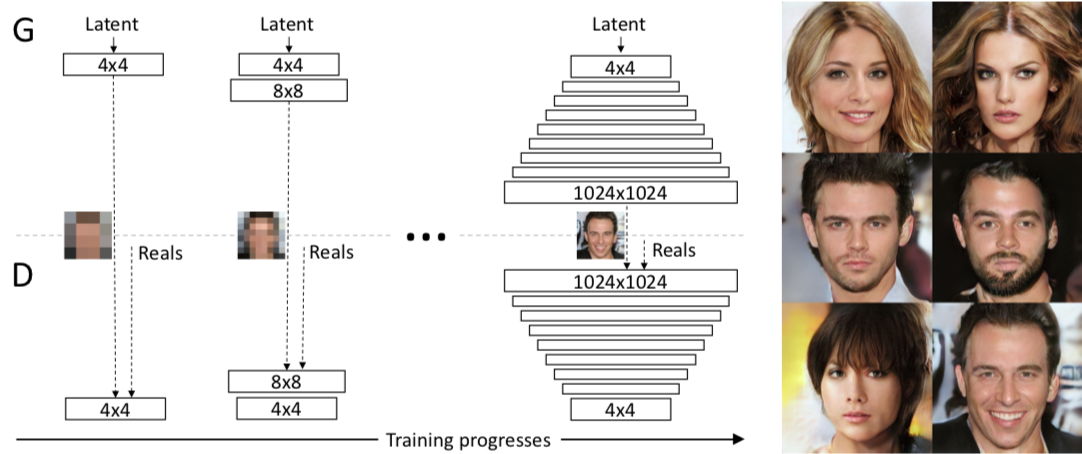 G
Latent
Latent
Latent
4x4
4x4
8x8
4x4
1024x1024
Reals
Reals
•••
Reals
D
1024x1024
4x4
8x8
4x4
4x4
Training progresses